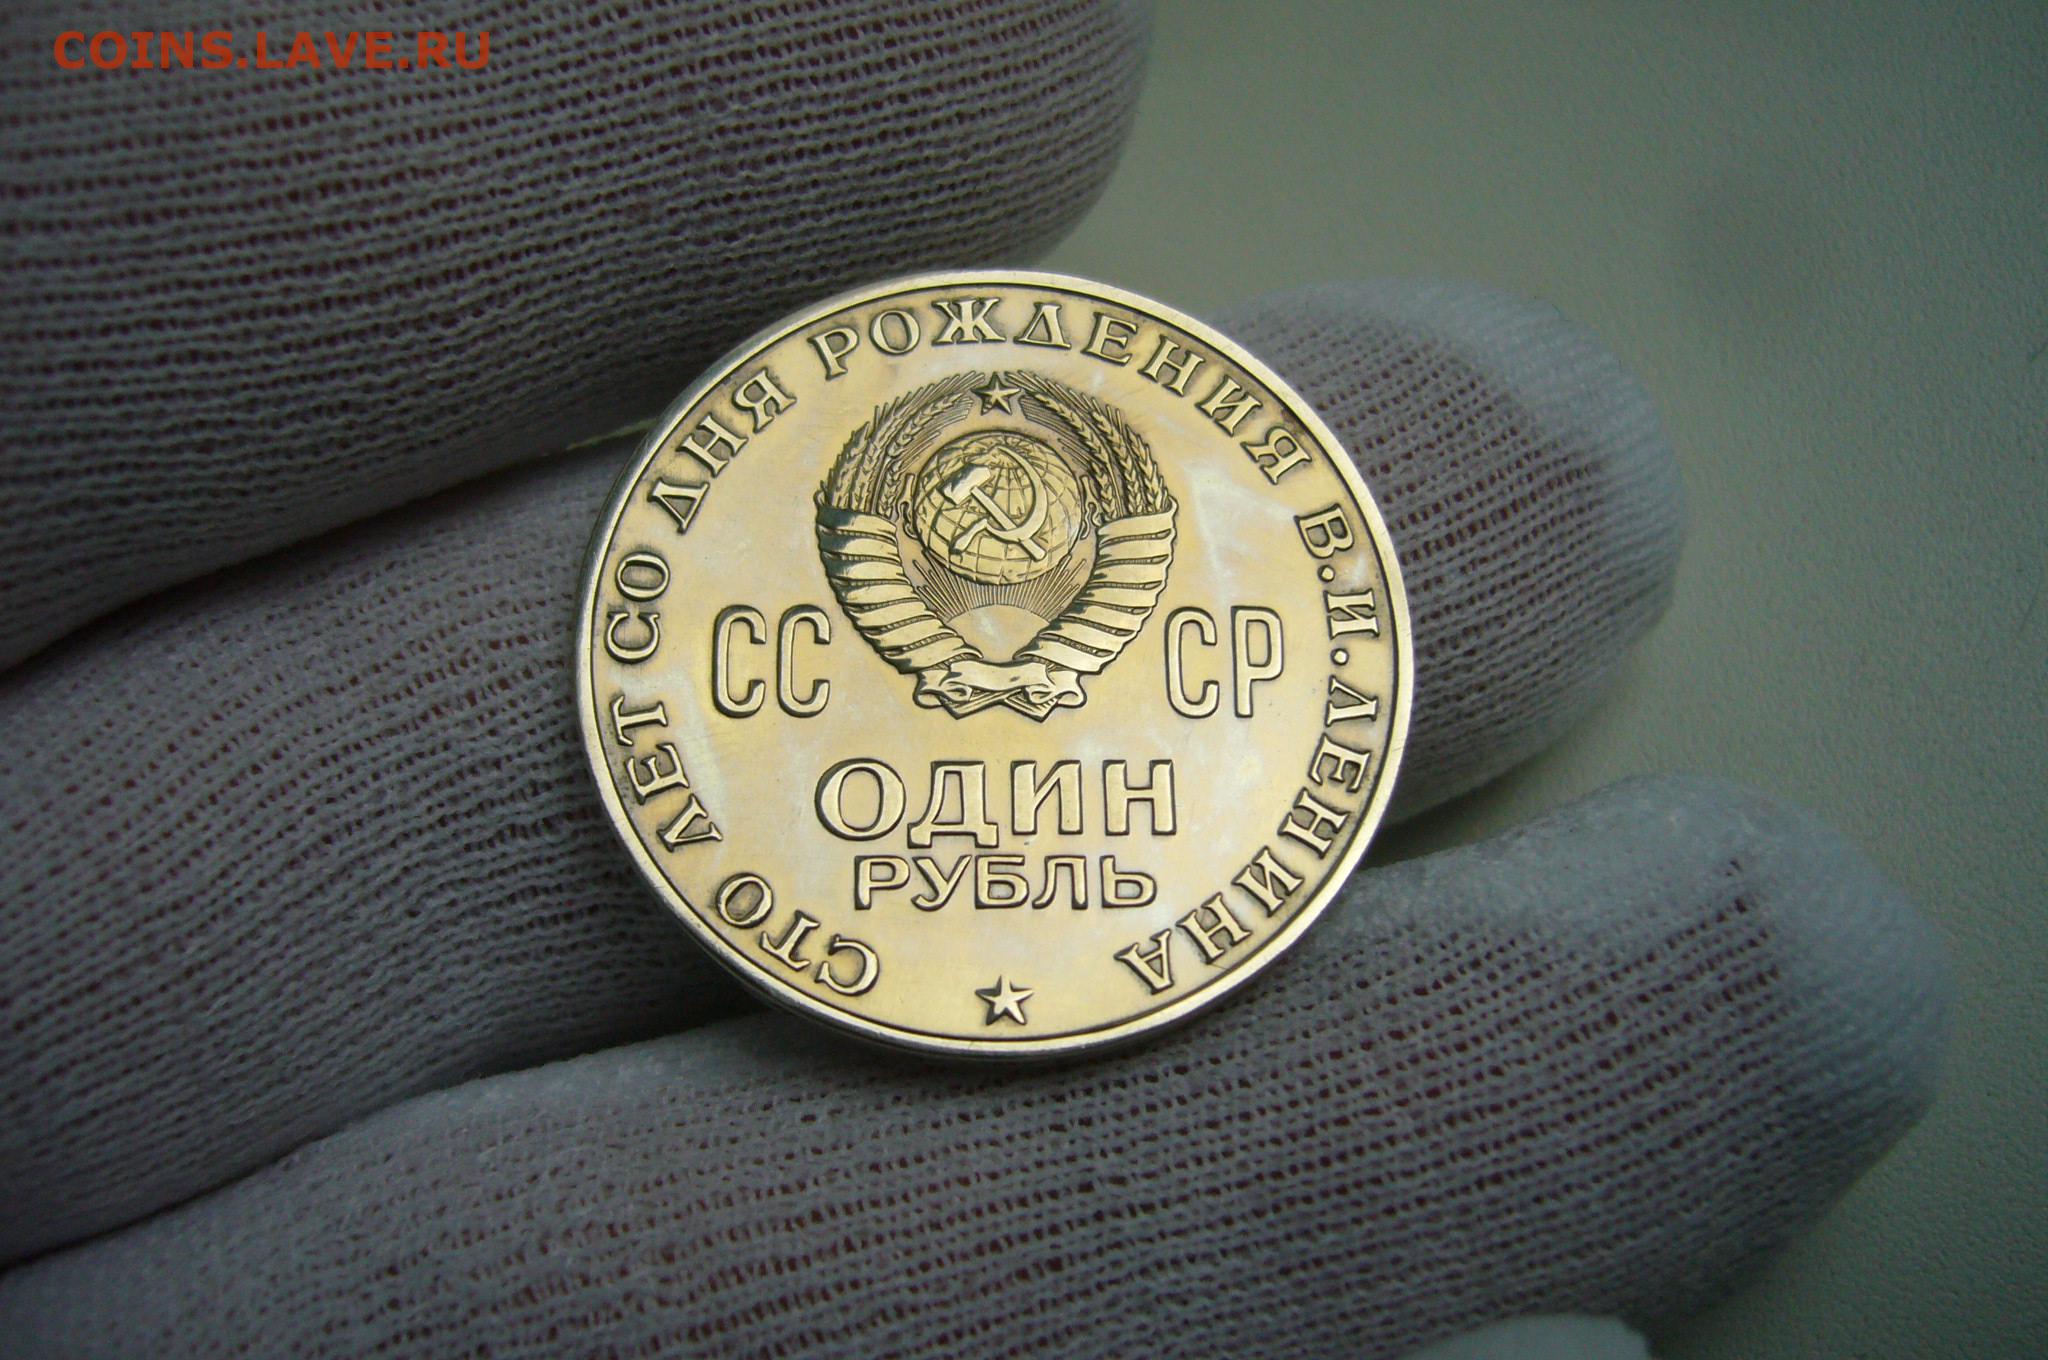 COINS.LAVE.RU
СТО ЛЕТ СО ДНЯ РОЖДЕНИЯ В.И.ЛЕНИНА
СС СР
ОДИН
РУБЛЬ